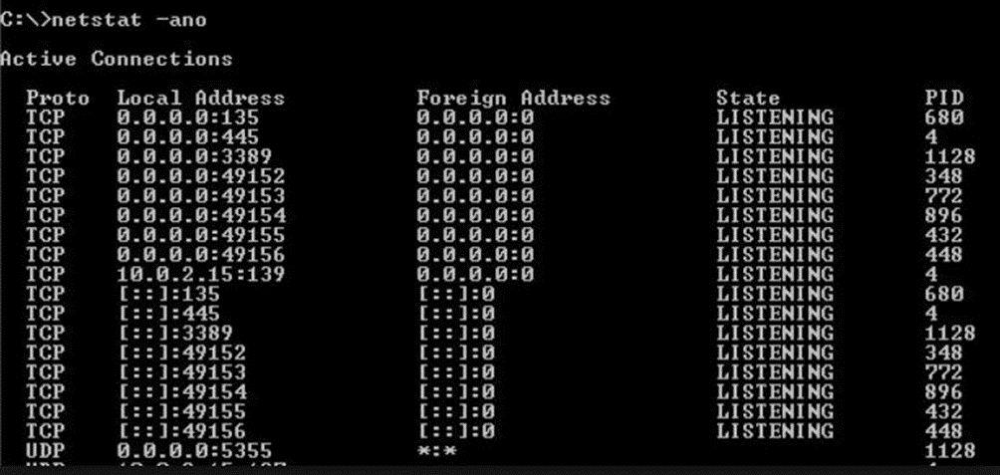 C:\>netstat -ano
Active Connections
Proto Local Address Foreign Address State PID
TCP 0.0.0.0:135 0.0.0.0:0 LISTENING 680
TCP 0.0.0.0:445 0.0.0.0:0 LISTENING 4
TCP 0.0.0.0:3389 0.0.0.0:0 LISTENING 1128
TCP 0.0.0.0:49152 0.0.0.0:0 LISTENING 348
TCP 0.0.0.0:49153 0.0.0.0:0 LISTENING 772
TCP 0.0.0.0:49154 0.0.0.0:0 LISTENING 896
TCP 0.0.0.0:49155 0.0.0.0:0 LISTENING 432
TCP 0.0.0.0:49156 0.0.0.0:0 LISTENING 448
TCP 10.0.2.15:139 0.0.0.0:0 LISTENING 4
TCP [::]:135 [::]:0 LISTENING 680
TCP [::]:445 [::]:0 LISTENING 4
TCP [::]:3389 [::]:0 LISTENING 1128
TCP [::]:49152 [::]:0 LISTENING 348
TCP [::]:49153 [::]:0 LISTENING 772
TCP [::]:49154 [::]:0 LISTENING 896
TCP [::]:49155 [::]:0 LISTENING 432
TCP [::]:49156 [::]:0 LISTENING 448
UDP 0.0.0.0:5355 *:* 1128